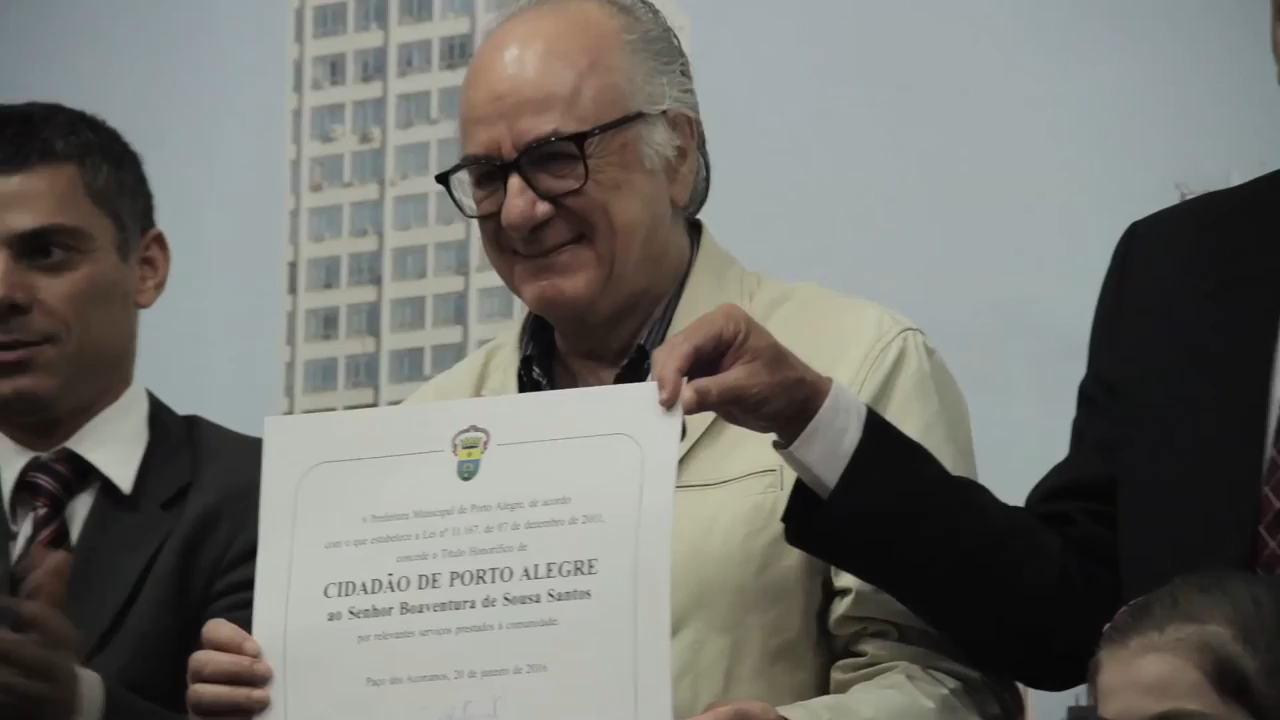 a Prefeitura Municipal de Porto Alegre, de acordo
com o que estabelece a Lei nº 11.167, de 07 de dezembro de 2011,
concede o Título Honorífico de
CIDADÃO DE PORTO ALEGRE
ao Senhor Boaventura de Sousa Santos
por relevantes serviços prestados à comunidade.
Paço dos Açorianos, 20 de janeiro de 2016